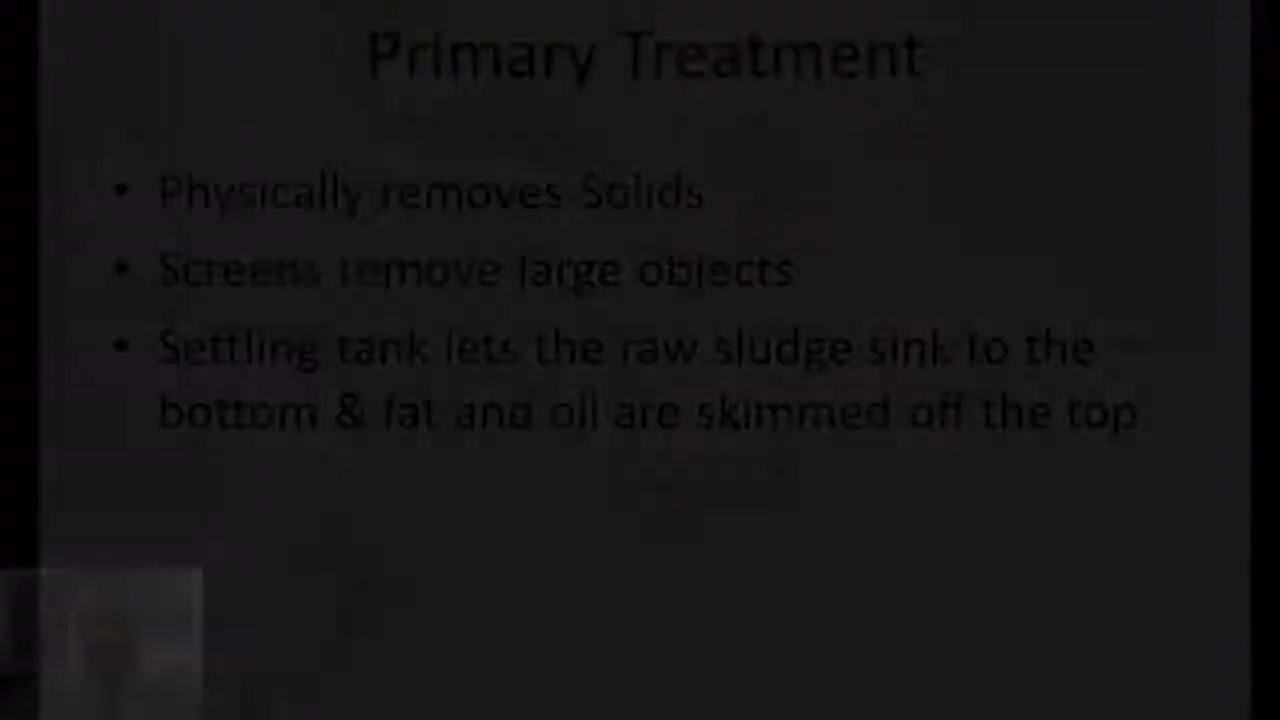 Primary Treatment
• Physically removes Solids
• Screens remove large objects
• Settling tank lets the raw sludge sink to the
bottom & fat and oil are skimmed off the top